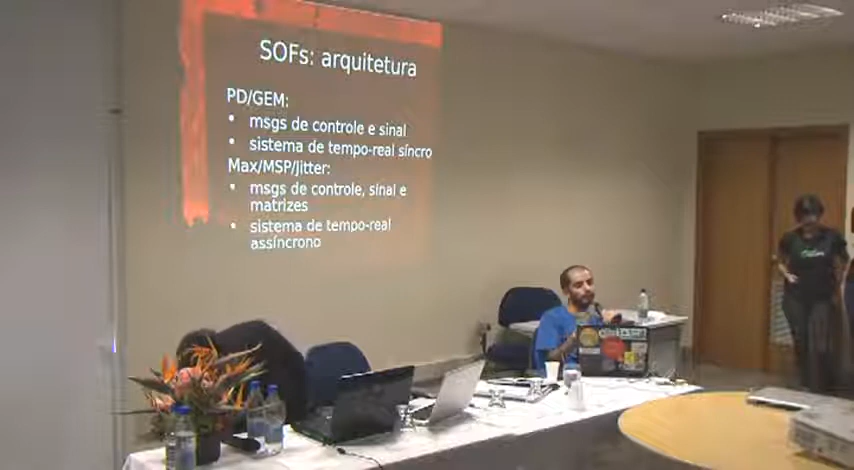 SOFs: arquitetura
PD/GEM:
• msgs de controle e sinal
• sistema de tempo-real síncro
Max/MSP/Jitter:
• msgs de controle, sinal e
matrizes
• sistema de tempo-real
assíncrono